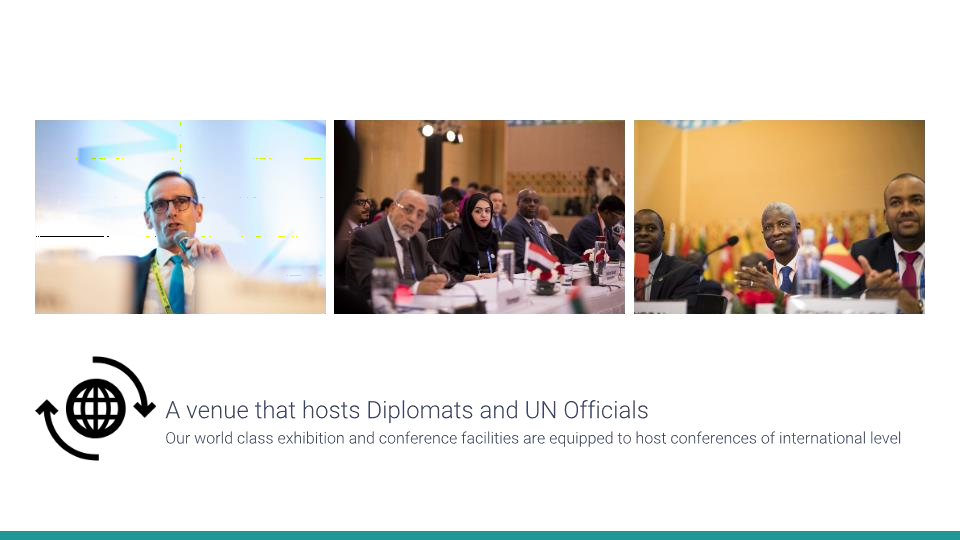 A venue that hosts Diplomats and UN Officials
Our world class exhibition and conference facilities are equipped to host conferences of international level